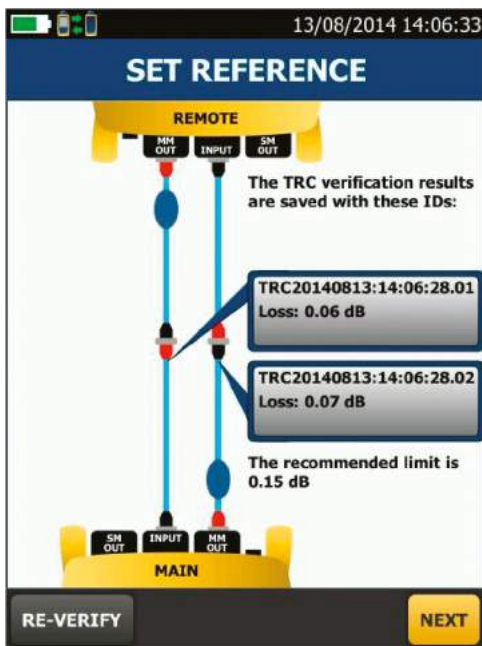 13/08/2014 14:06:33
SET REFERENCE
REMOTE
MM OUT
INPUT
SM OUT
The TRC verification results
are saved with these IDs:
TRC20140813:14:06:28.01
Loss: 0.06 dB
TRC20140813:14:06:28.02
Loss: 0.07 dB
The recommended limit is
0.15 dB
SM OUT
INPUT
MM OUT
MAIN
RE-VERIFY
NEXT